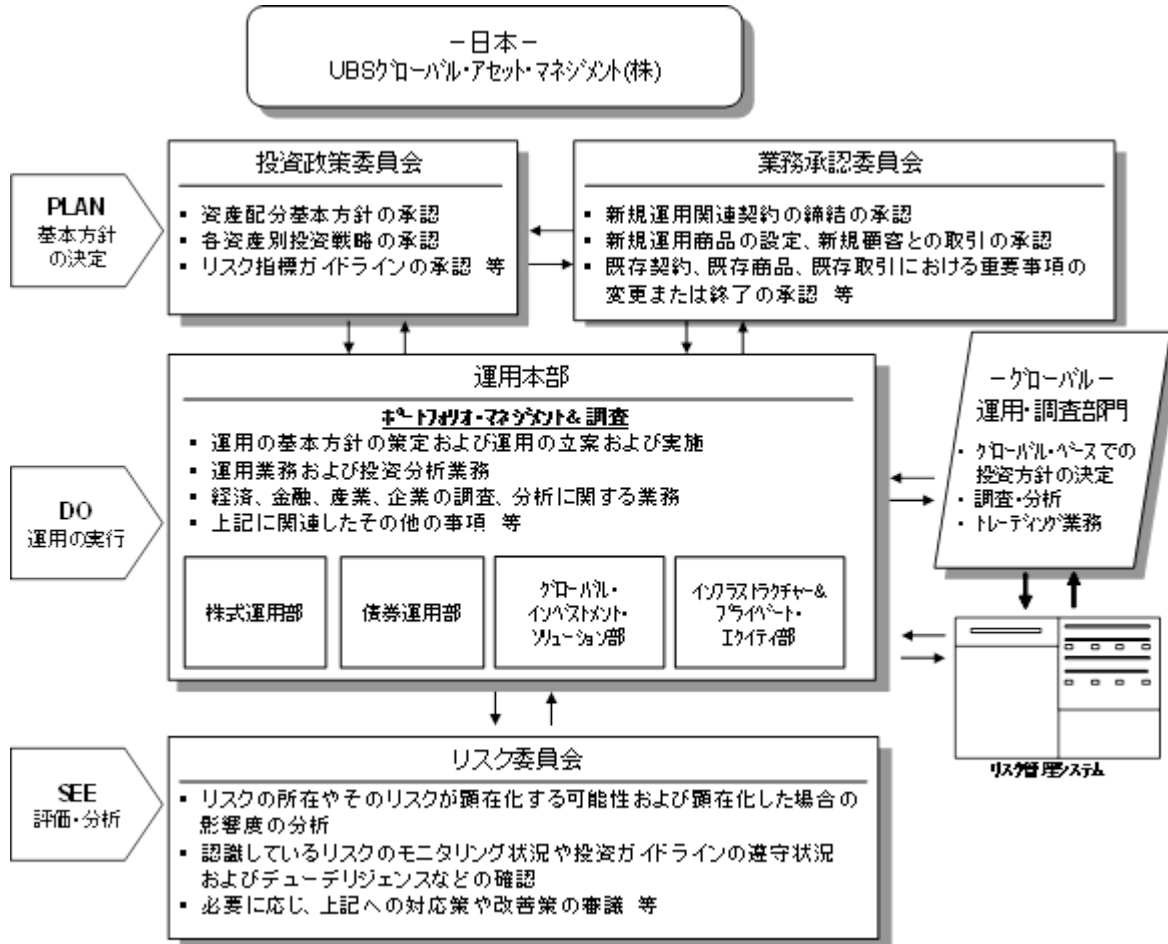 －日本－
UBSグローバル・アセット・マネジメント(株)
投資政策委員会
▪ 資産配分基本方針の承認
▪ 各資産別投資戦略の承認
▪ リスク指標ガイドラインの承認 等
業務承認委員会
▪ 新規運用関連契約の締結の承認
▪ 新規運用商品の設定、新規顧客との取引の承認
▪ 既存契約、既存商品、既存取引における重要事項の
変更または終了の承認 等
PLAN
基本方針
の決定
運用本部
ポートフォリオ・マネジメント&調査
▪ 運用の基本方針の策定および運用の立案および実施
▪ 運用業務および投資分析業務
▪ 経済、金融、産業、企業の調査、分析に関する業務
▪ 上記に関連したその他の事項 等
株式運用部
債券運用部
グローバル・
インベストメント・
ソリューション部
インフラストラクチャー&
プライベート・
エクイティ部
DO
運用の実行
－グローバル－
運用・調査部門
・ グローバル・ベースでの
投資方針の決定
・ 調査・分析
・ トレーディング業務
リスク管理システム
SEE
評価・分析
リスク委員会
▪ リスクの所在やそのリスクが顕在化する可能性および顕在化した場合の
影響度の分析
▪ 認識しているリスクのモニタリング状況や投資ガイドラインの遵守状況
およびデューデリジェンスなどの確認
▪ 必要に応じ、上記への対応策や改善策の審議 等